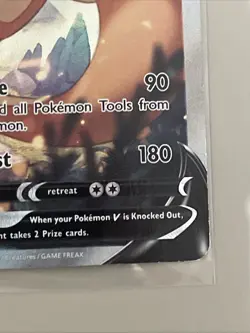 e 90
d all Pokémon Tools from
mon.
st 180
retreat
When your Pokémon V is Knocked Out,
nt takes 2 Prize cards.
eatures / GAME FREAK